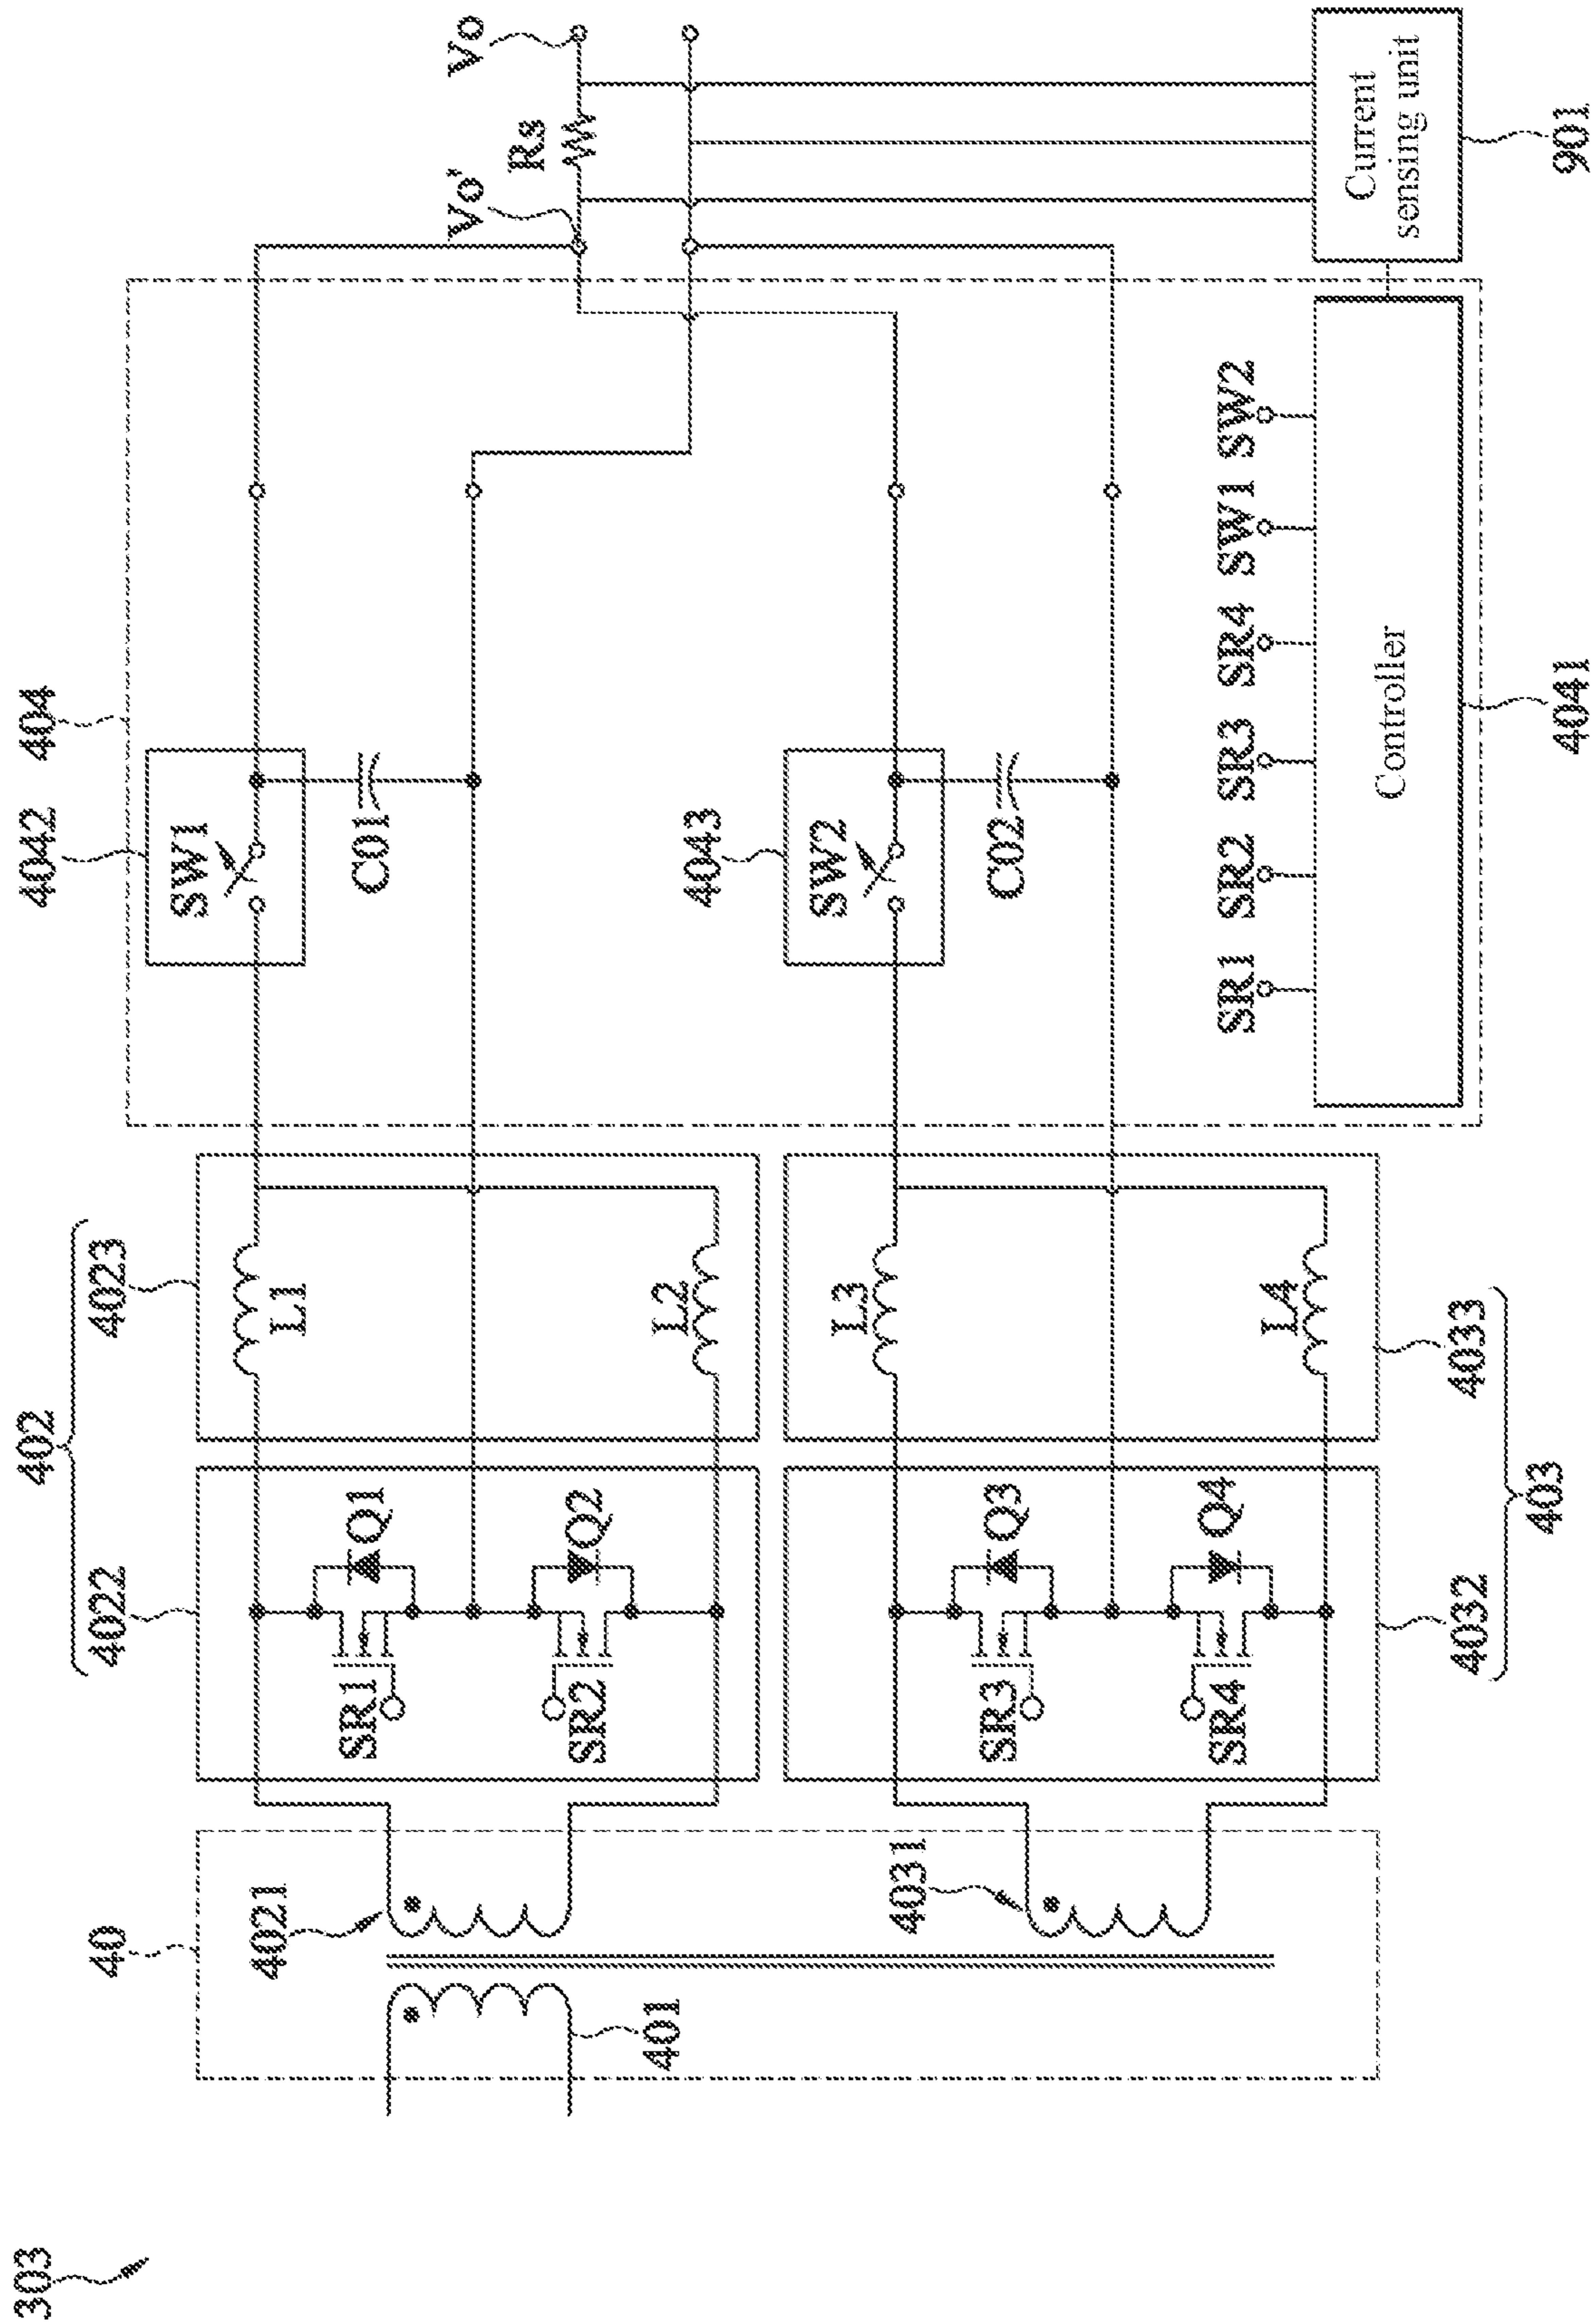 303
40
401
4021
4031
402
4022
4023
SR1
Q1
SR2
Q2
L1
L2
SR3
Q3
SR4
Q4
L3
L4
4032
4033
403
404
4042
SW1
C01
4043
SW2
C02
SR1
SR2
SR3
SR4
SW1
SW2
Controller
4041
Vo"
Rs
Vo
Current
sensing unit
901